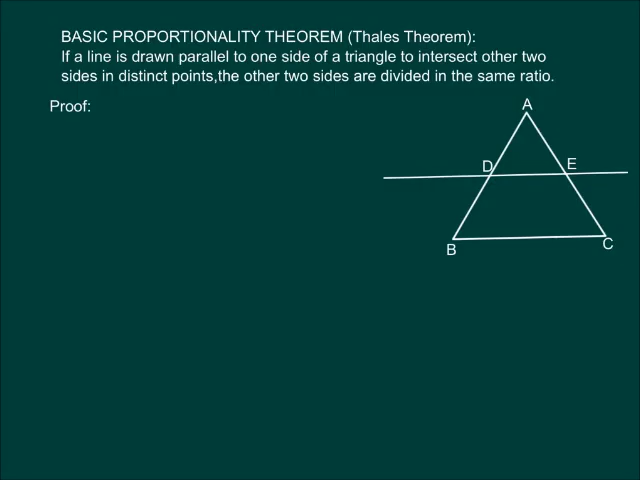 BASIC PROPORTIONALITY THEOREM (Thales Theorem):
If a line is drawn parallel to one side of a triangle to intersect other two
sides in distinct points,the other two sides are divided in the same ratio.
Proof:
A
D
E
B
C